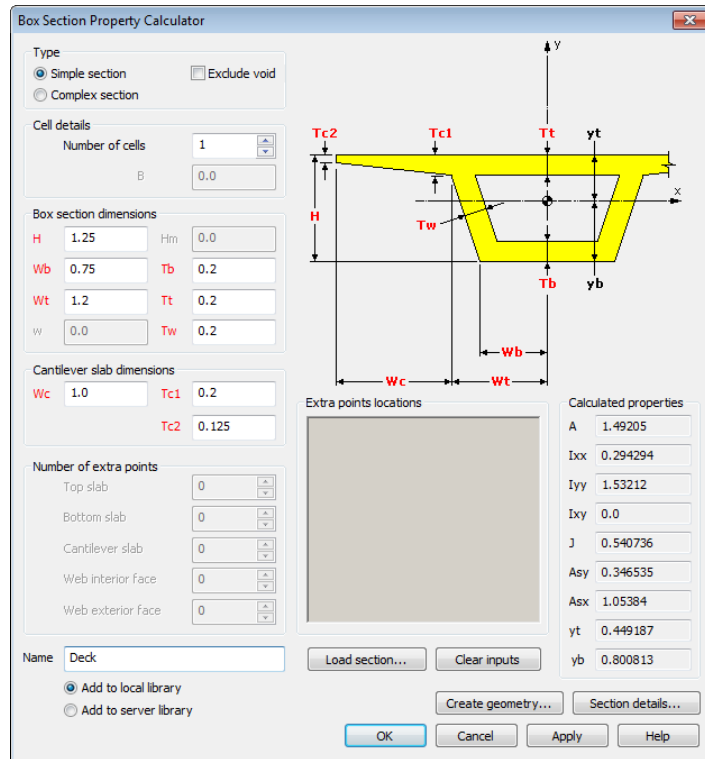 Box Section Property Calculator
Type
Simple section
Exclude void
Complex section
Cell details
Number of cells 1
B 0.0
Box section dimensions
H 1.25 Hm 0.0
Wb 0.75 Tb 0.2
Wt 1.2 Tt 0.2
w 0.0 Tw 0.2
Cantilever slab dimensions
Wc 1.0 Tc1 0.2
Tc2 0.125
Number of extra points
Top slab 0
Bottom slab 0
Cantilever slab 0
Web interior face 0
Web exterior face 0
Name Deck
Add to local library
Add to server library
y
Tc2 Tc1 Tt yt
x
H
Tw
Tb yb
Wb
Wc Wt
Extra points locations
Calculated properties
A 1.49205
Ixx 0.294294
Iyy 1.53212
Ixy 0.0
J 0.540736
Asy 0.346535
Asx 1.05384
yt 0.449187
yb 0.800813
Load section... Clear inputs
Create geometry... Section details...
OK Cancel Apply Help